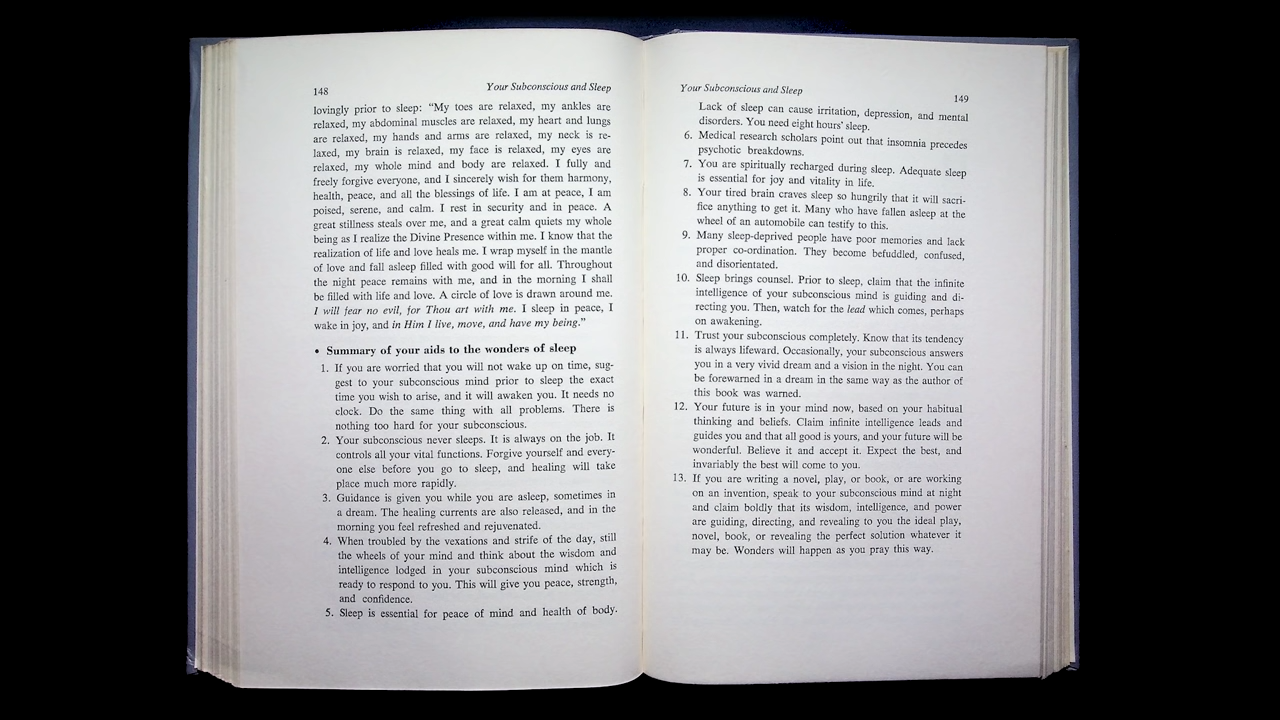 148
Your Subconscious and Sleep
lovingly prior to sleep: “My toes are relaxed, my ankles are
relaxed, my abdominal muscles are relaxed, my heart and lungs
are relaxed, my hands and arms are relaxed, my neck is re-
laxed, my brain is relaxed, my face is relaxed, my eyes are
relaxed, my whole mind and body are relaxed. I fully and
freely forgive everyone, and I sincerely wish for them harmony,
health, peace, and all the blessings of life. I am at peace, I am
poised, serene, and calm. I rest in security and in peace. A
great stillness steals over me, and a great calm quiets my whole
being as I realize the Divine Presence within me. I know that the
realization of life and love heals me. I wrap myself in the mantle
of love and fall asleep filled with good will for all. Throughout
the night peace remains with me, and in the morning I shall
be filled with life and love. A circle of love is drawn around me.
I will fear no evil, for Thou art with me. I sleep in peace, I
wake in joy, and in Him I live, move, and have my being.”
• Summary of your aids to the wonders of sleep
1. If you are worried that you will not wake up on time, sug-
gest to your subconscious mind prior to sleep the exact
time you wish to arise, and it will awaken you. It needs no
clock. Do the same thing with all problems. There is
nothing too hard for your subconscious.
2. Your subconscious never sleeps. It is always on the job. It
controls all your vital functions. Forgive yourself and every-
one else before you go to sleep, and healing will take
place much more rapidly.
3. Guidance is given you while you are asleep, sometimes in
a dream. The healing currents are also released, and in the
morning you feel refreshed and rejuvenated.
4. When troubled by the vexations and strife of the day, still
the wheels of your mind and think about the wisdom and
intelligence lodged in your subconscious mind which is
ready to respond to you. This will give you peace, strength,
and confidence.
5. Sleep is essential for peace of mind and health of body.
Your Subconscious and Sleep
149
Lack of sleep can cause irritation, depression, and mental
disorders. You need eight hours’ sleep.
6. Medical research scholars point out that insomnia precedes
psychotic breakdowns.
7. You are spiritually recharged during sleep. Adequate sleep
is essential for joy and vitality in life.
8. Your tired brain craves sleep so hungrily that it will sacri-
fice anything to get it. Many who have fallen asleep at the
wheel of an automobile can testify to this.
9. Many sleep-deprived people have poor memories and lack
proper co-ordination. They become befuddled, confused,
and disorientated.
10. Sleep brings counsel. Prior to sleep, claim that the infinite
intelligence of your subconscious mind is guiding and di-
recting you. Then, watch for the lead which comes, perhaps
on awakening.
11. Trust your subconscious completely. Know that its tendency
is always lifeward. Occasionally, your subconscious answers
you in a very vivid dream and a vision in the night. You can
be forewarned in a dream in the same way as the author of
this book was warned.
12. Your future is in your mind now, based on your habitual
thinking and beliefs. Claim infinite intelligence leads and
guides you and that all good is yours, and your future will be
wonderful. Believe it and accept it. Expect the best, and
invariably the best will come to you.
13. If you are writing a novel, play, or book, or are working
on an invention, speak to your subconscious mind at night
and claim boldly that its wisdom, intelligence, and power
are guiding, directing, and revealing to you the ideal play,
novel, book, or revealing the perfect solution whatever it
may be. Wonders will happen as you pray this way.